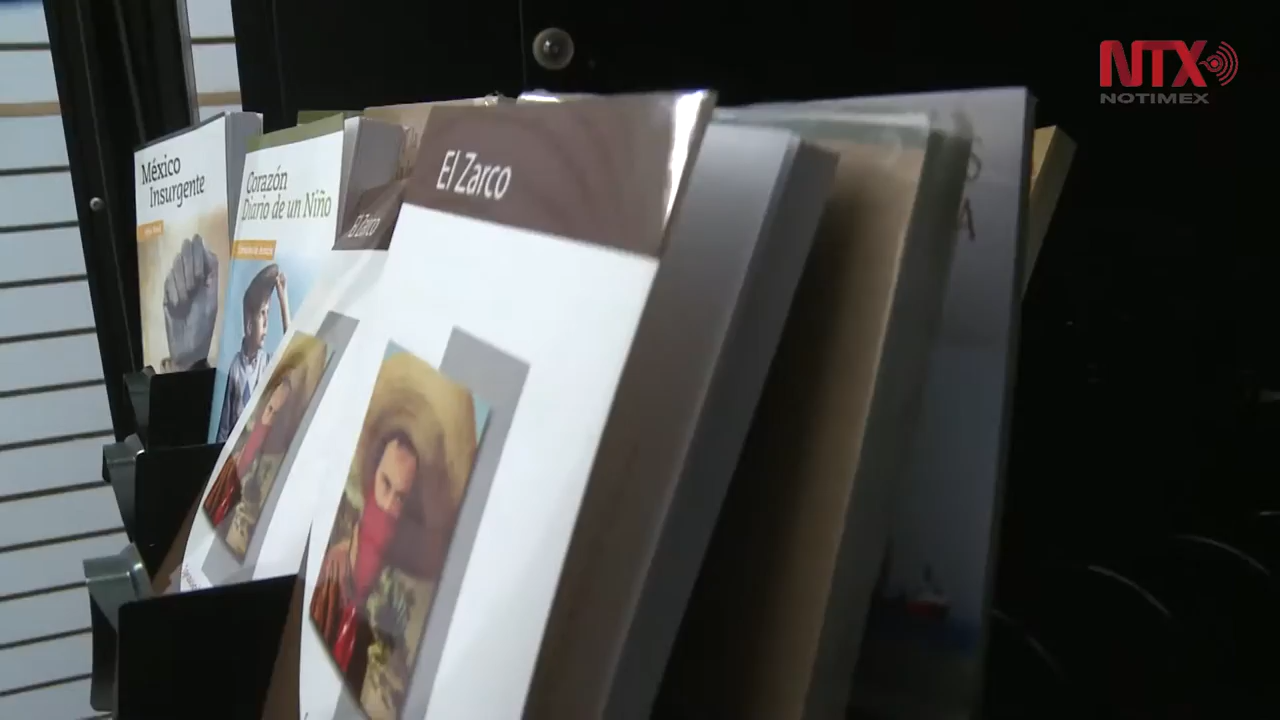 NTX
NOTIMEX
México
Insurgente
Corazón
Diario de un Niño
El Zarco
El Zarco